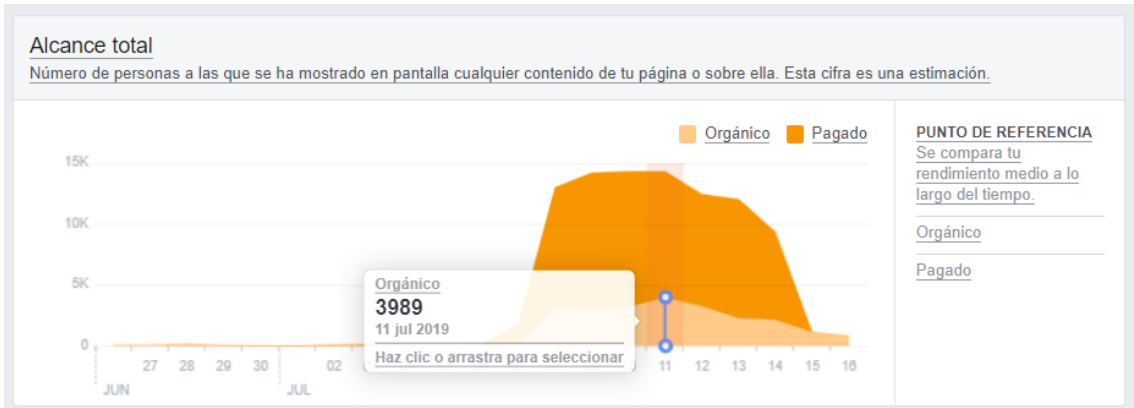 Alcance total
Número de personas a las que se ha mostrado en pantalla cualquier contenido de tu página o sobre ella. Esta cifra es una estimación.
Orgánico Pagado
15K
10K
5K
0
Orgánico
3989
11 jul 2019
Haz clic o arrastra para seleccionar
27 28 29 30 02 11 12 13 14 15 16
JUN JUL
PUNTO DE REFERENCIA
Se compara tu
rendimiento medio a lo
largo del tiempo.
Orgánico
Pagado